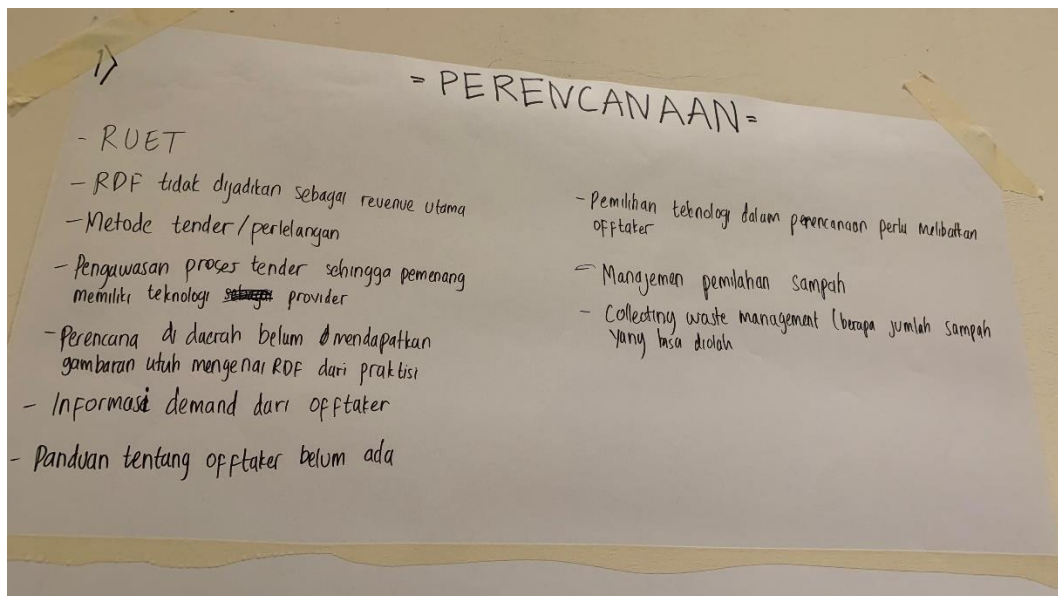 1)
= PERENCANAAN =
- RUET
- RDF tidak dijadikan sebagai revenue utama
- Metode tender/perlelangan
- Pengawasan proses tender sehingga pemenang
memiliki teknologi provider
- Perencana di daerah belum mendapatkan
gambaran utuh mengenai RDF dari praktisi
- Informasi demand dari offtaker
- Panduan tentang offtaker belum ada
- Pemilihan teknologi dalam perencanaan perlu melibatkan
offtaker
- Manajemen pemilahan sampah
- Collecting waste management (berapa jumlah sampah
yang bisa diolah